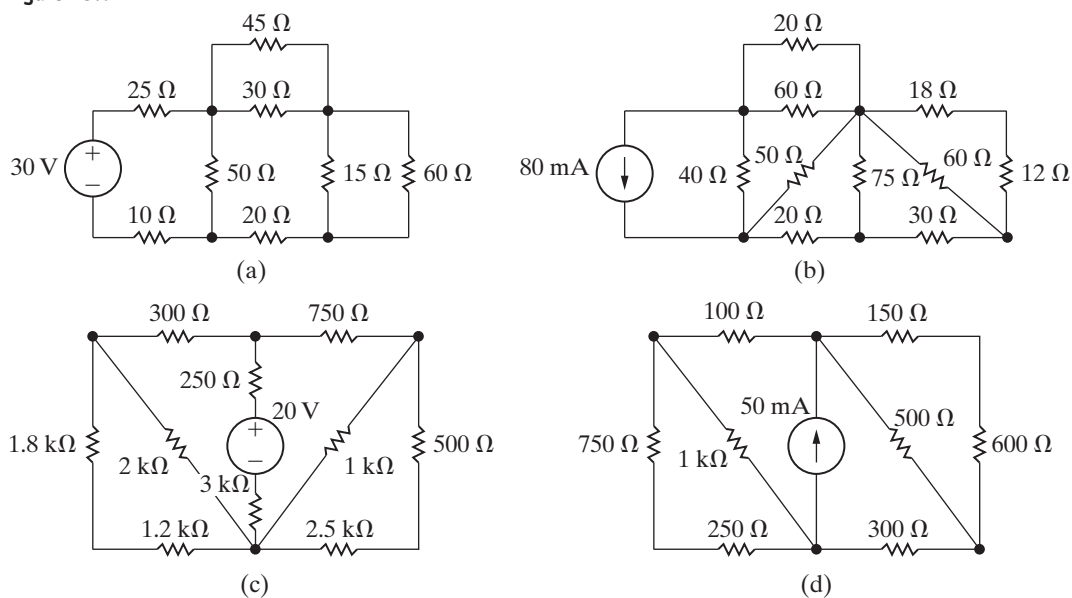 45 Ω
25 Ω
30 Ω
30 V
+
−
50 Ω
15 Ω
60 Ω
10 Ω
20 Ω
(a)
20 Ω
60 Ω
18 Ω
80 mA
40 Ω
50 Ω
75 Ω
60 Ω
12 Ω
20 Ω
30 Ω
(b)
300 Ω
750 Ω
250 Ω
20 V
+
−
1.8 kΩ
2 kΩ
3 kΩ
1 kΩ
500 Ω
1.2 kΩ
2.5 kΩ
(c)
100 Ω
150 Ω
50 mA
750 Ω
1 kΩ
500 Ω
600 Ω
250 Ω
300 Ω
(d)